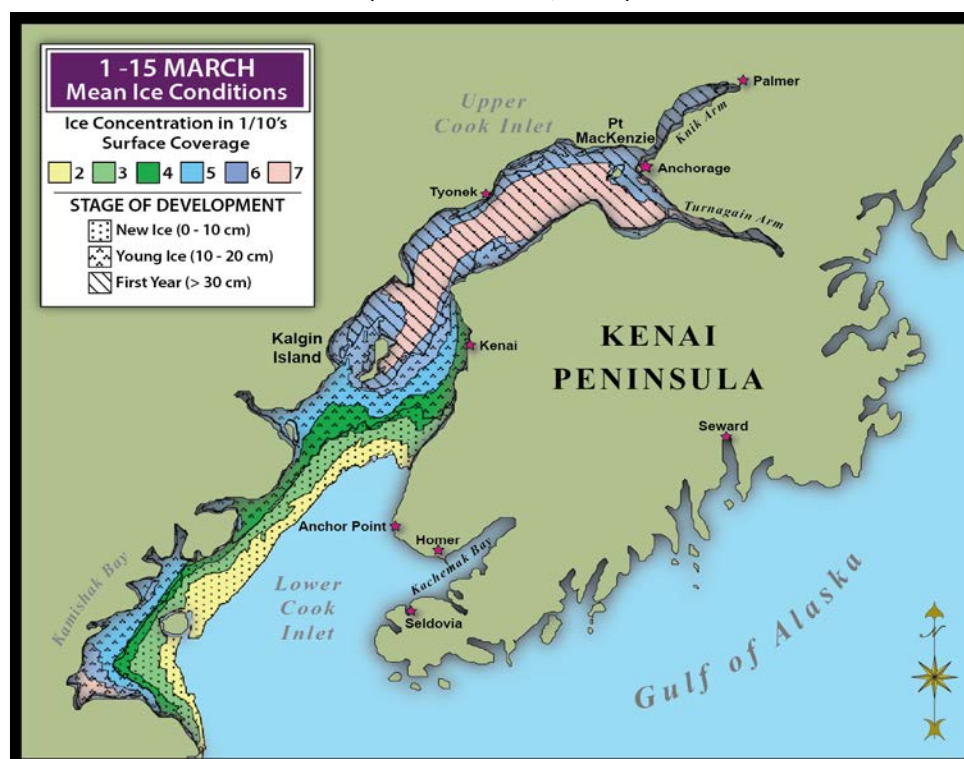 1 -15 MARCH
Mean Ice Conditions
Ice Concentration in 1/10's
Surface Coverage
2 3 4 5 6 7
STAGE OF DEVELOPMENT
New Ice (0 - 10 cm)
Young Ice (10 - 20 cm)
First Year (> 30 cm)
Upper
Cook Inlet
Palmer
Knik Arm
Pt
MacKenzie
Anchorage
Tyonek
Turnagain Arm
Kalgin
Island
Kenai
KENAI
PENINSULA
Seward
Anchor Point
Homer
Kachemak Bay
Kamishak Bay
Lower
Cook
Inlet
Seldovia
Gulf of Alaska
N